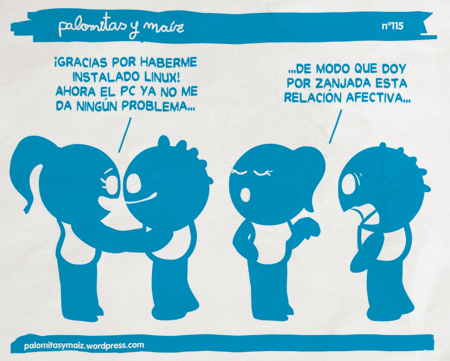 palomitas y maíz
nº115
¡GRACIAS POR HABERME
INSTALADO LINUX!
AHORA EL PC YA NO ME
DA NINGÚN PROBLEMA...
...DE MODO QUE DOY
POR ZANJADA ESTA
RELACIÓN AFECTIVA...
palomitasymaiz.wordpress.com